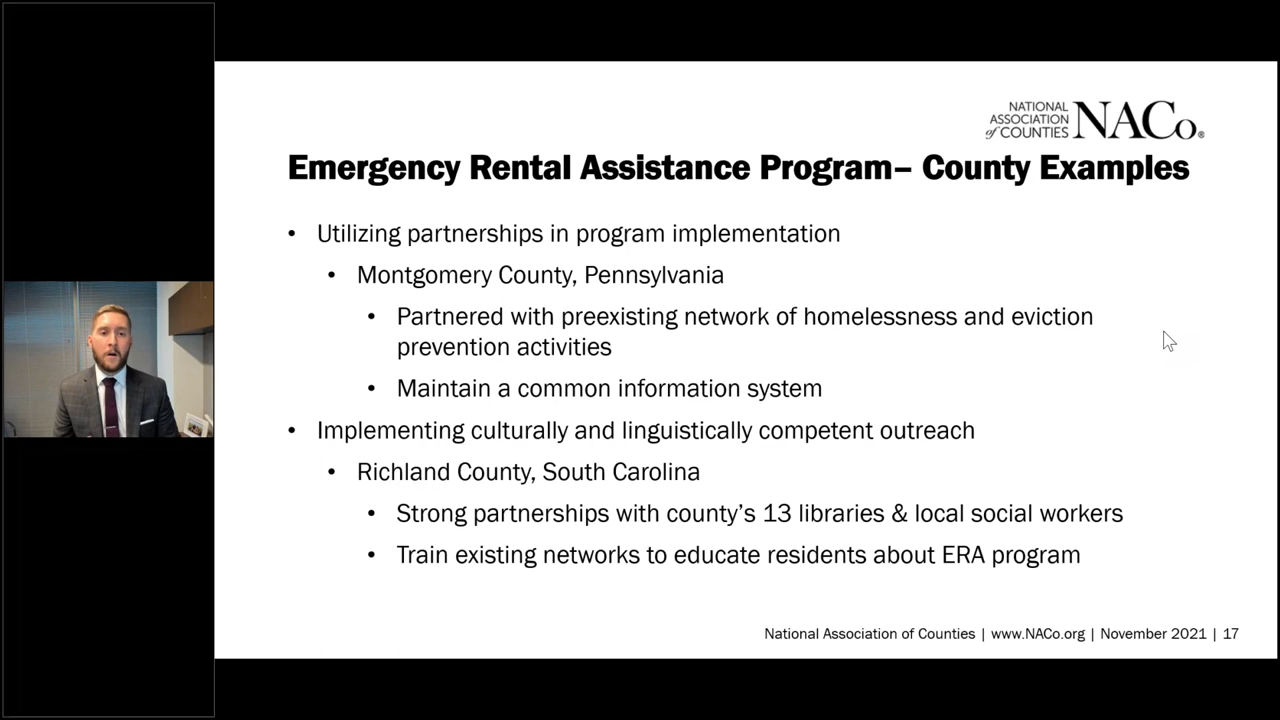 NATIONAL
ASSOCIATION
of COUNTIES
NACo®
Emergency Rental Assistance Program– County Examples
• Utilizing partnerships in program implementation
• Montgomery County, Pennsylvania
• Partnered with preexisting network of homelessness and eviction
prevention activities
• Maintain a common information system
• Implementing culturally and linguistically competent outreach
• Richland County, South Carolina
• Strong partnerships with county’s 13 libraries & local social workers
• Train existing networks to educate residents about ERA program
National Association of Counties | www.NACo.org | November 2021 | 17